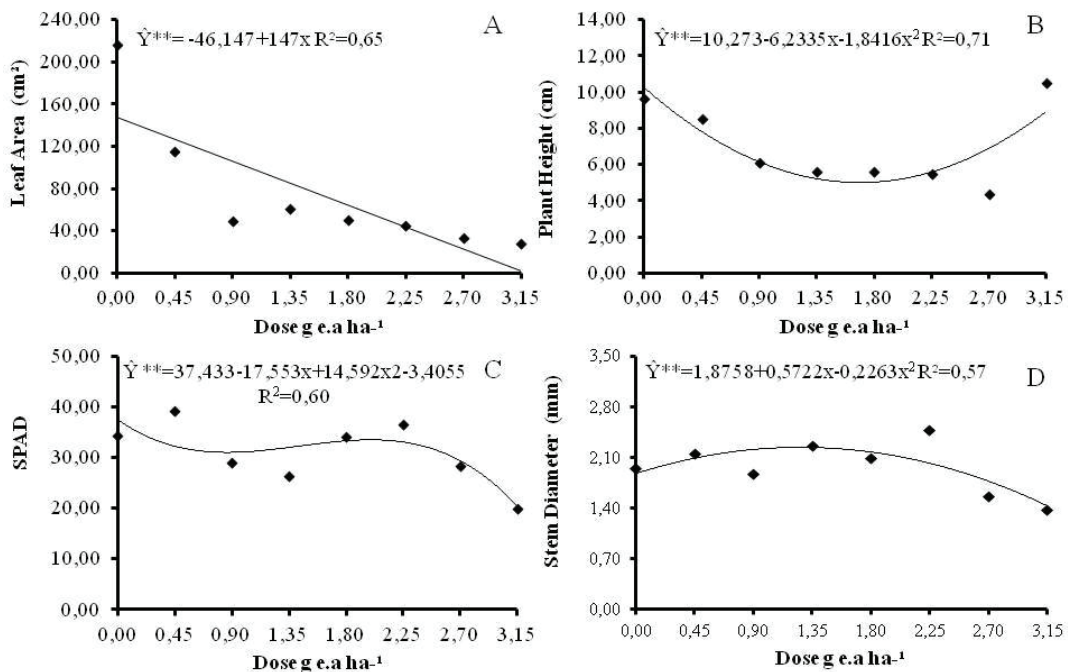 A
Ŷ**= -46,147+147x R²=0,65
Leaf Area (cm²)
240,00
200,00
160,00
120,00
80,00
40,00
0,00
0,00 0,45 0,90 1,35 1,80 2,25 2,70 3,15
Dose g e.a ha-¹
B
Ŷ**=10,273-6,2335x-1,8416x²R²=0,71
Plant Height (cm)
14,00
12,00
10,00
8,00
6,00
4,00
2,00
0,00
0,00 0,45 0,90 1,35 1,80 2,25 2,70 3,15
Dose g e.a ha-¹
C
Ŷ**=37,433-17,553x+14,592x2-3,4055
R²=0,60
SPAD
50,00
40,00
30,00
20,00
10,00
0,00
0,00 0,45 0,90 1,35 1,80 2,25 2,70 3,15
Dose g e.a ha-¹
D
Ŷ**=1,8758+0,5722x-0,2263x²R²=0,57
Stem Diameter (mm)
3,50
2,80
2,10
1,40
0,70
0,00
0,00 0,45 0,90 1,35 1,80 2,25 2,70 3,15
Dose g e.a ha-¹